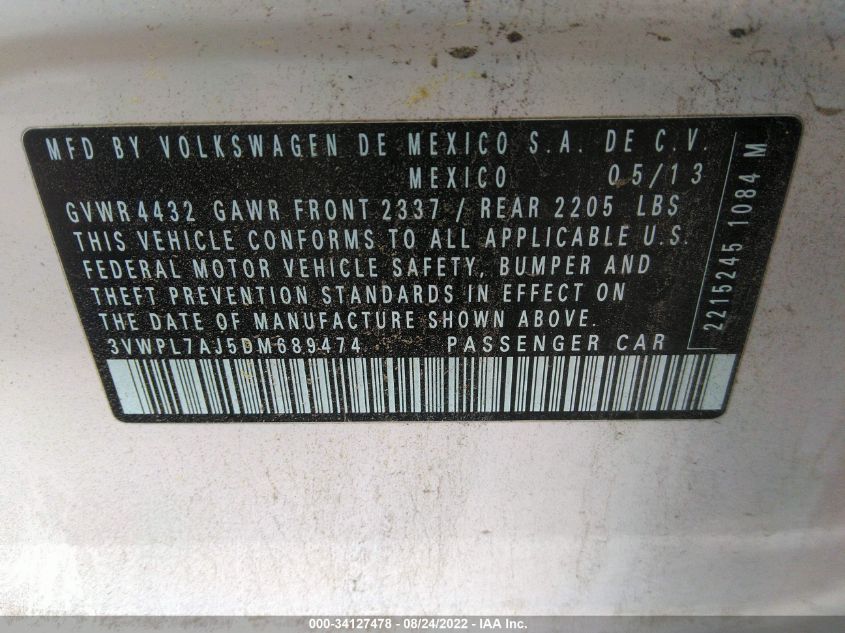 MFD BY VOLKSWAGEN DE MEXICO S.A. DE C.V.
MEXICO 05/13
GVWR4432 GAWR FRONT 2337 / REAR 2205 LBS
THIS VEHICLE CONFORMS TO ALL APPLICABLE U.S.
FEDERAL MOTOR VEHICLE SAFETY, BUMPER AND
THEFT PREVENTION STANDARDS IN EFFECT ON
THE DATE OF MANUFACTURE SHOWN ABOVE.
3VWPL7AJ5DM689474 PASSENGER CAR
2215245 1084 M
000-34127478 - 08/24/2022 - IAA Inc.